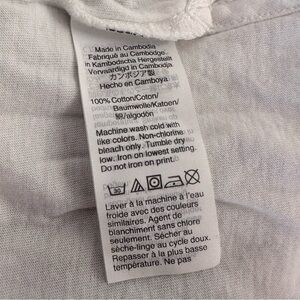 Made in Cambodia
Fabriqué au Cambodge
in Kambodscha Hergestellt
Vervaardigd in Cambodja
カンボジア製
Hecho en Camboya
100% Cotton/Coton/
Baumwolle/Katoen/
綿/algodón
Machine wash cold with
like colors. Non-chlorine
bleach only. Tumble dry
low. Iron on lowest setting.
Do not iron print.
Laver à la machine à l'eau
froide avec des couleurs
similaires. Agent de
blanchiment sans chlore
seulement. Sécher au
sèche-linge au cycle doux.
Repasser à la plus basse
température. Ne pas